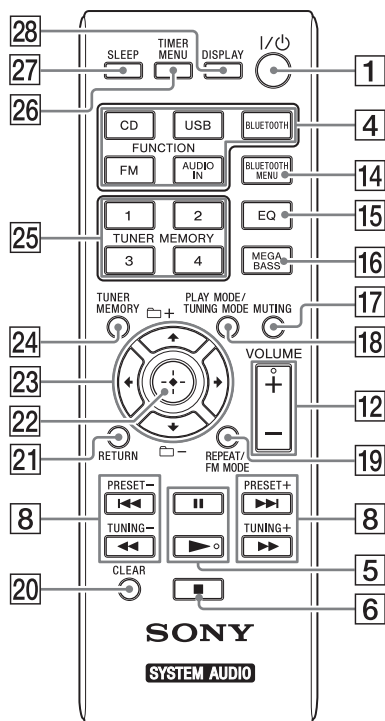 28
SLEEP
TIMER
MENU
DISPLAY
I/
1
27
26
CD
USB
BLUETOOTH
4
FUNCTION
FM
AUDIO
IN
BLUETOOTH
MENU
14
1
2
EQ
15
25
TUNER MEMORY
3
4
MEGA
BASS
16
TUNER
MEMORY
+
PLAY MODE/
TUNING MODE
MUTING
17
24
18
VOLUME
23
+
12
22
–
21
RETURN
–
REPEAT/
FM MODE
19
PRESET–
PRESET+
8
8
TUNING–
TUNING+
5
20
CLEAR
6
SONY
SYSTEM AUDIO